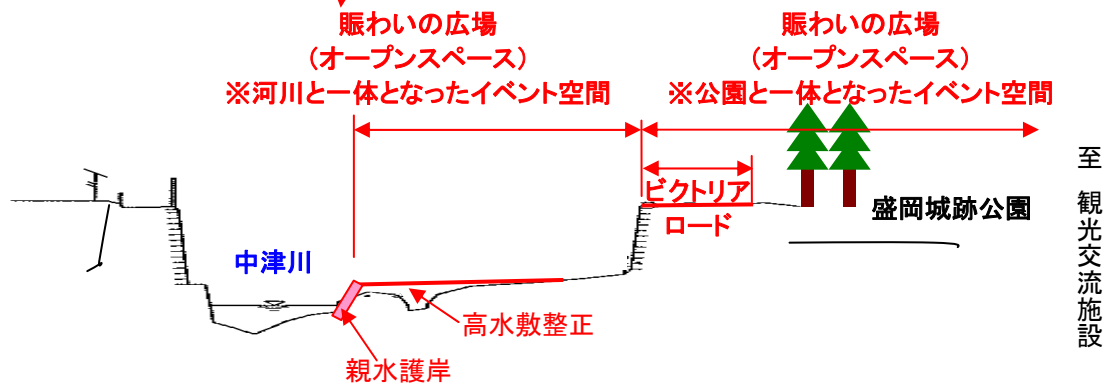 賑わいの広場
(オープンスペース)
※河川と一体となったイベント空間
賑わいの広場
(オープンスペース)
※公園と一体となったイベント空間
ビクトリア
ロード
盛岡城跡公園
至 観光交流施設
中津川
高水敷整正
親水護岸